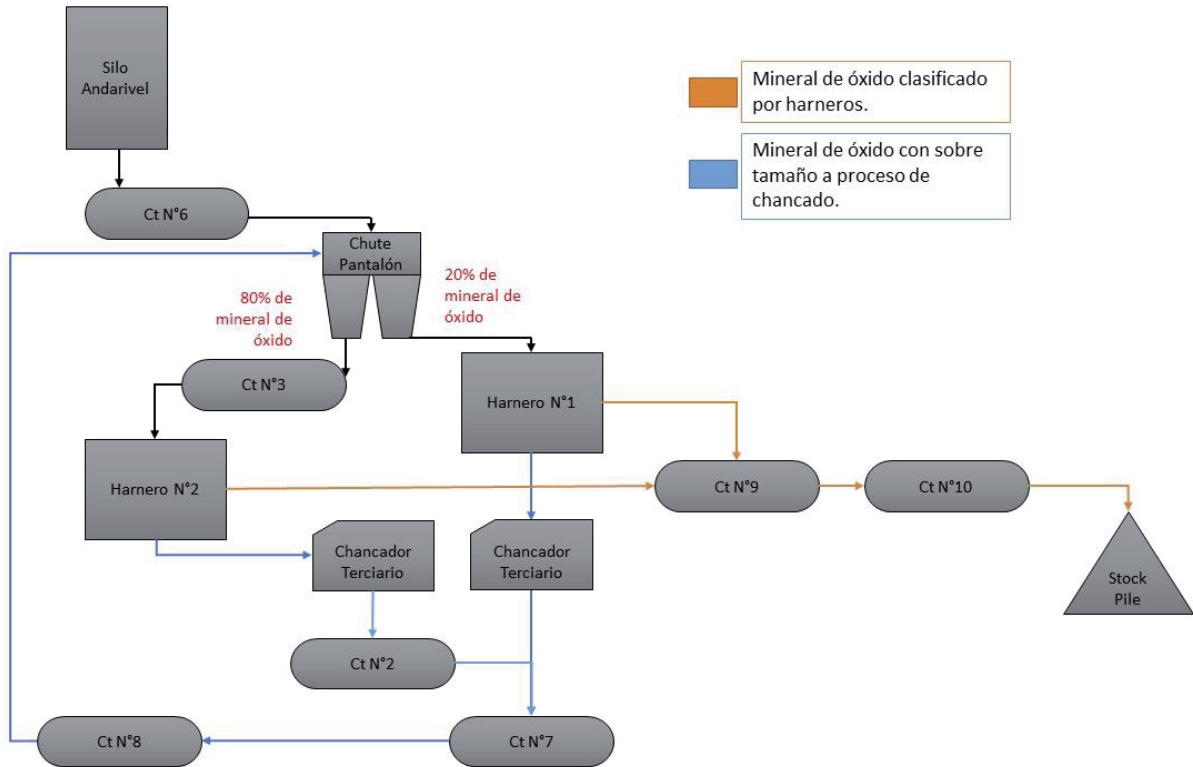 Silo
Andarivel
Mineral de óxido clasificado
por harneros.
Mineral de óxido con sobre
tamaño a proceso de
chancado.
Ct N°6
Chute
Pantalón
20% de
mineral de
óxido
80% de
mineral de
óxido
Ct N°3
Harnero N°1
Harnero N°2
Ct N°9
Ct N°10
Chancador
Terciario
Chancador
Terciario
Stock
Pile
Ct N°2
Ct N°8
Ct N°7